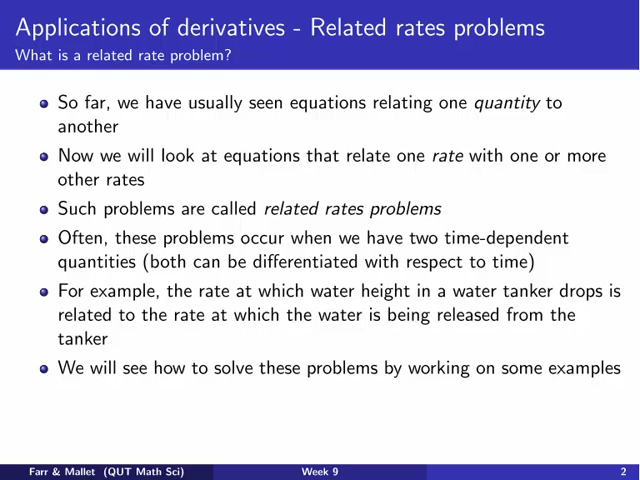 Applications of derivatives - Related rates problems
What is a related rate problem?
So far, we have usually seen equations relating one quantity to
another
Now we will look at equations that relate one rate with one or more
other rates
Such problems are called related rates problems
Often, these problems occur when we have two time-dependent
quantities (both can be differentiated with respect to time)
For example, the rate at which water height in a water tanker drops is
related to the rate at which the water is being released from the
tanker
We will see how to solve these problems by working on some examples
Farr & Mallet (QUT Math Sci) Week 9 2